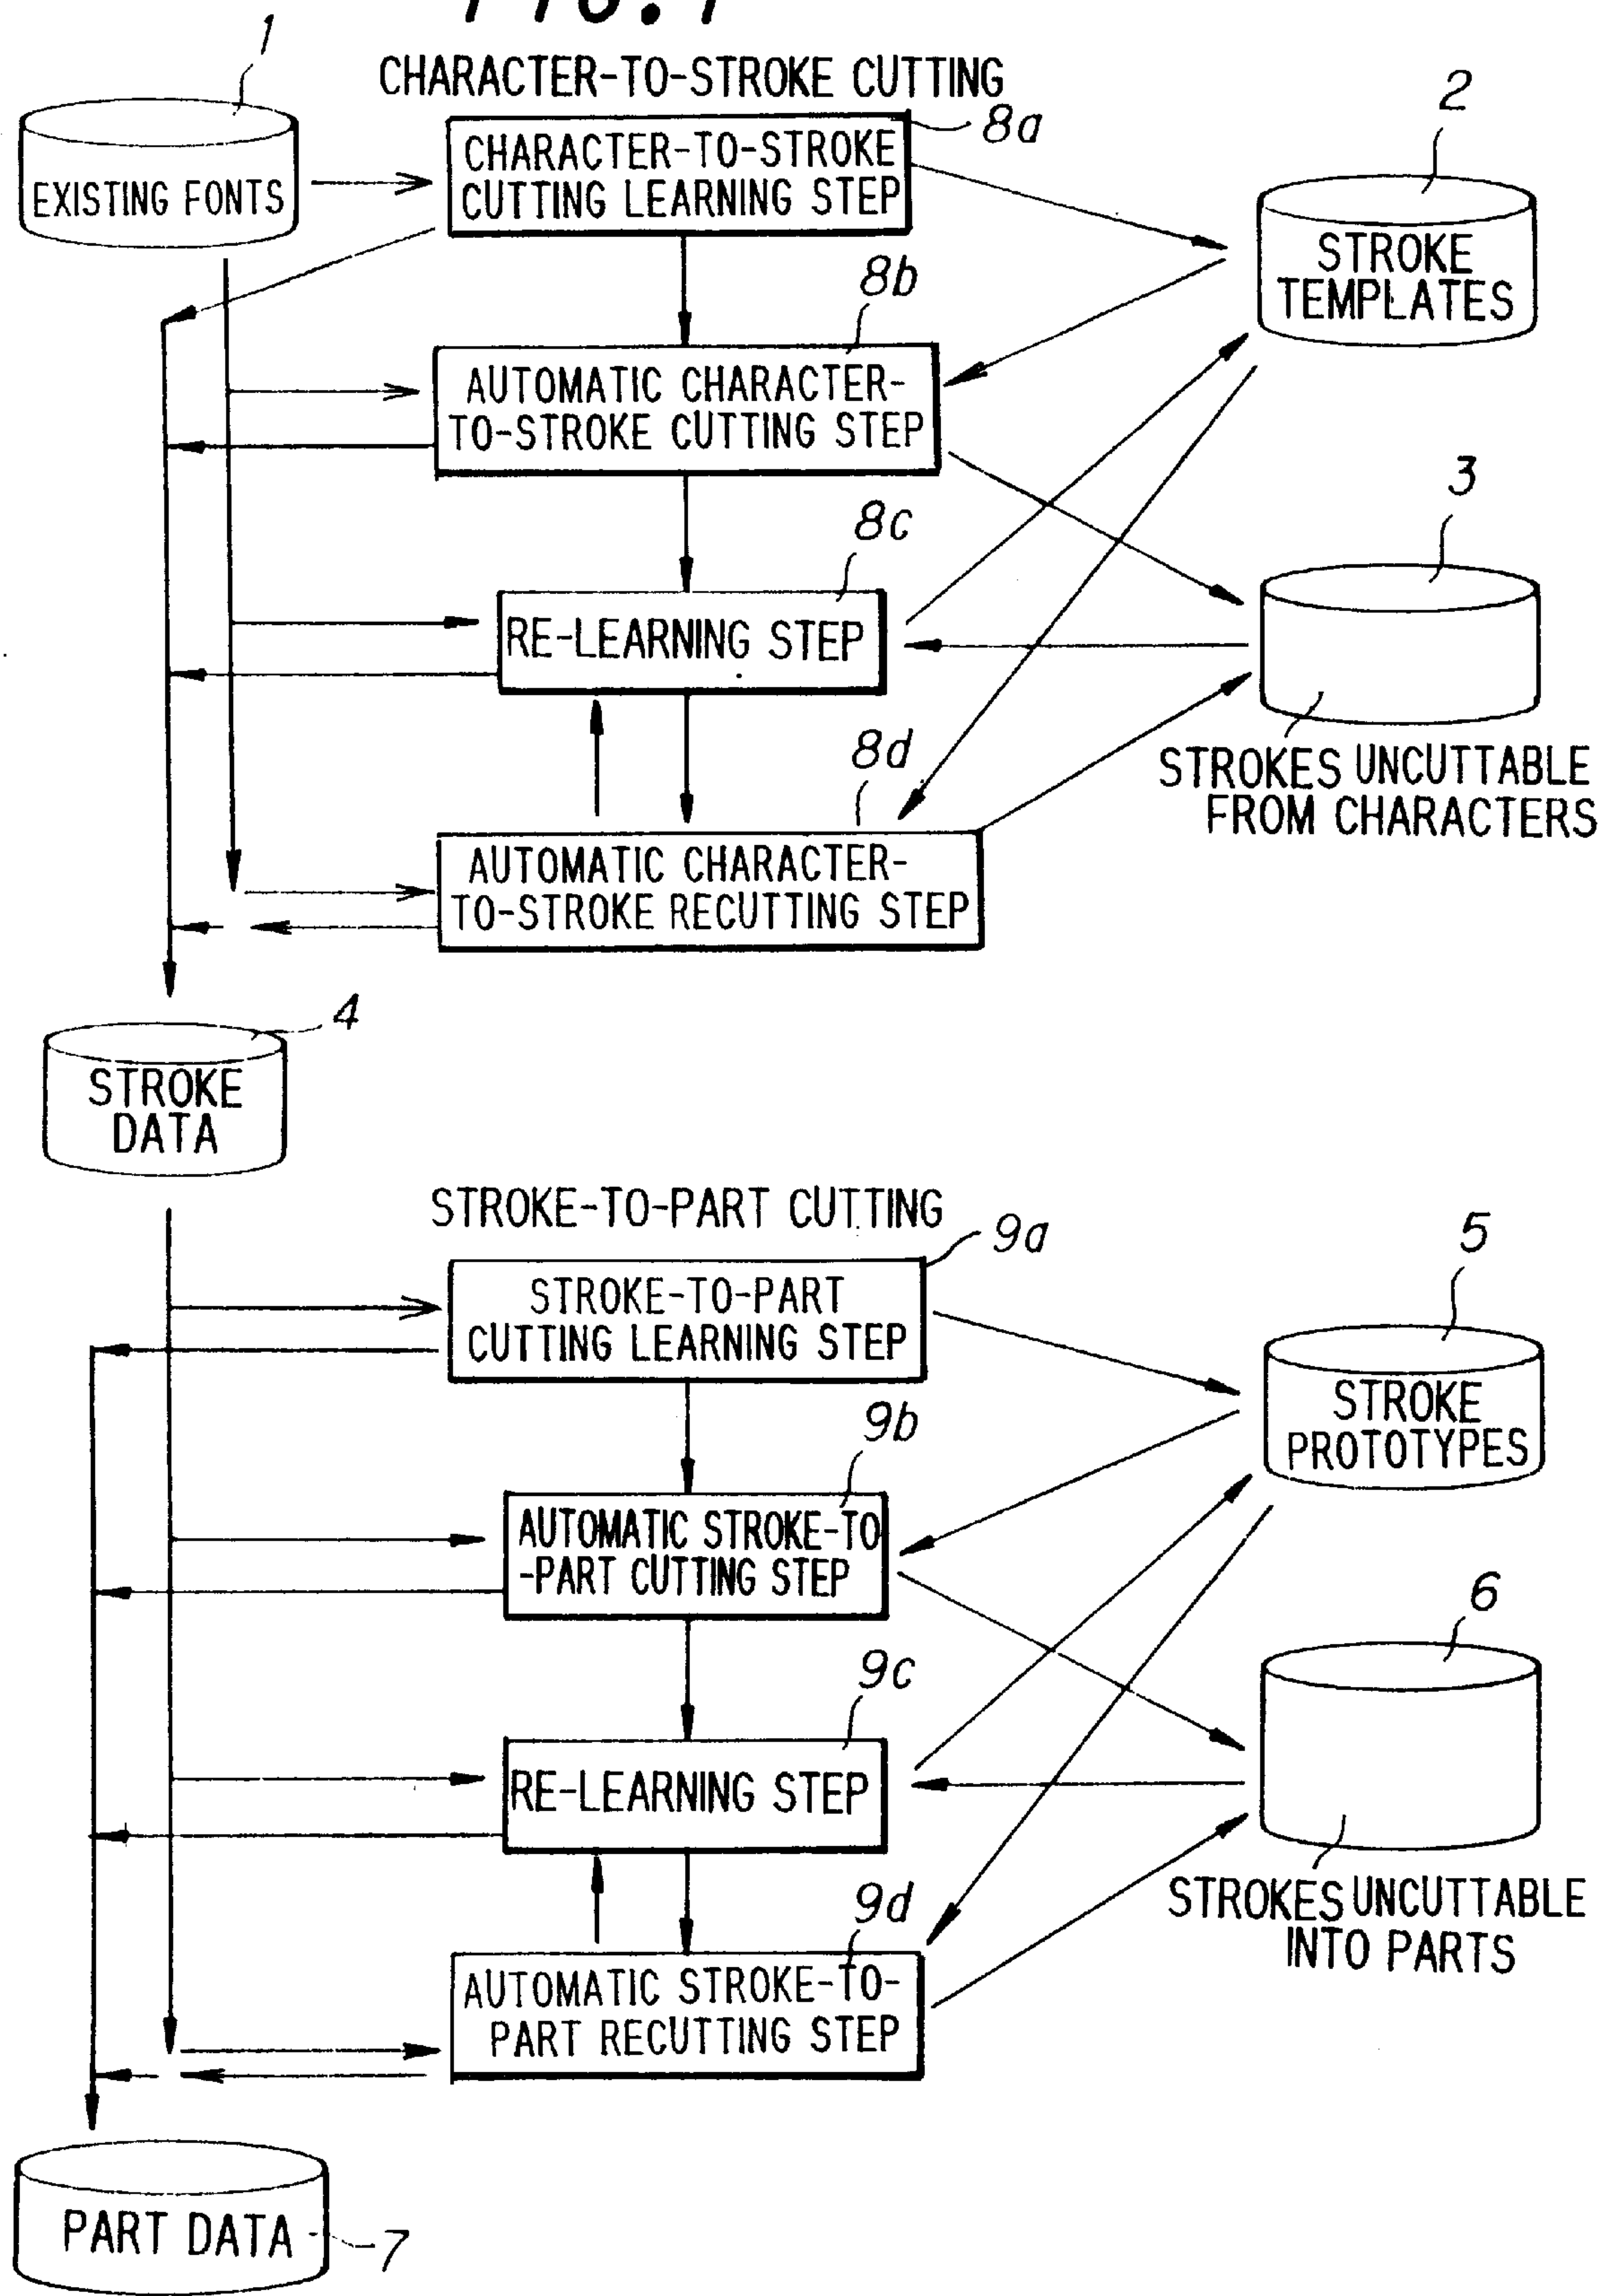 FIG. 1
1
CHARACTER-TO-STROKE CUTTING
8a
2
CHARACTER-TO-STROKE
CUTTING LEARNING STEP
EXISTING FONTS
STROKE
TEMPLATES
8b
AUTOMATIC CHARACTER-
TO-STROKE CUTTING STEP
3
8c
RE-LEARNING STEP
8d
STROKES UNCUTTABLE
FROM CHARACTERS
AUTOMATIC CHARACTER-
TO-STROKE RECUTTING STEP
4
STROKE
DATA
STROKE-TO-PART CUTTING
9a
5
STROKE-TO-PART
CUTTING LEARNING STEP
STROKE
PROTOTYPES
9b
AUTOMATIC STROKE-TO
-PART CUTTING STEP
6
9c
RE-LEARNING STEP
9d
STROKES UNCUTTABLE
INTO PARTS
AUTOMATIC STROKE-TO-
PART RECUTTING STEP
PART DATA
7